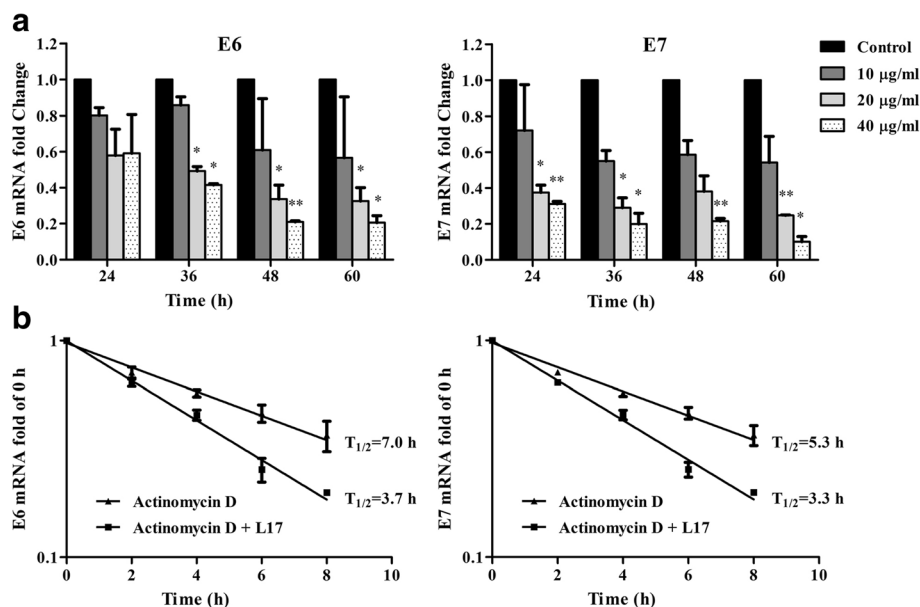 a
E6
E6 mRNA fold Change
1.2
1.0
0.8
0.6
0.4
0.2
0.0
* * * ** * *
24 36 48 60
Time (h)
E7
E7 mRNA fold Change
1.2
1.0
0.8
0.6
0.4
0.2
0.0
* ** * * ** ** *
24 36 48 60
Time (h)
Control
10 μg/ml
20 μg/ml
40 μg/ml
b
E6 mRNA fold of 0 h
1
0.1
T1/2=7.0 h
T1/2=3.7 h
Actinomycin D
Actinomycin D + L17
0 2 4 6 8 10
Time (h)
E7 mRNA fold of 0 h
1
0.1
T1/2=5.3 h
T1/2=3.3 h
Actinomycin D
Actinomycin D + L17
0 2 4 6 8 10
Time (h)